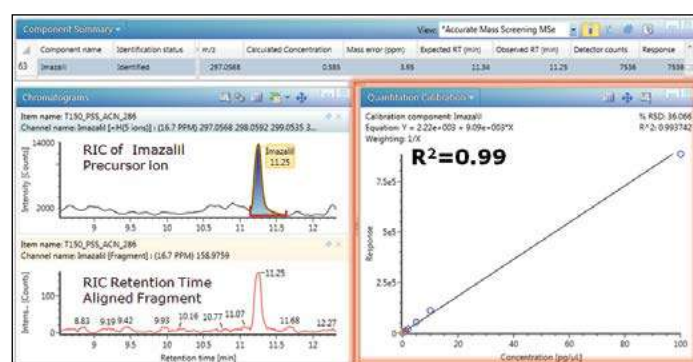 Component Summary
View: *Accurate Mass Screening MSe
Component name Identification status m/z Calculated Concentration Mass error (ppm) Expected RT (min) Observed RT (min) Detector counts Response
63 Imazalil Identified 297.0568 0.585 3.95 11.34 11.25 7536 7536
Chromatograms
Item name: T150_PSS_ACN_286
Channel name: Imazalil [+H(5 ions)] : (16.7 PPM) 297.0568 298.0592 299.0535 3...
14000
2000
Intensity [Counts]
RIC of Imazalil
Precursor ion
Imazalil
11.25
9 9.5 10 10.5 11 11.5 12
Item name: T150_PSS_ACN_286
Channel name: Imazalil [Fragment] : (16.7 PPM) 158.9759
Intens... [Counts]
100
0
RIC Retention Time
Aligned Fragment
11.25
8.83 9.19 9.42 9.93 10.16 10.77 11.07 11.68 12.27
9 9.5 10 10.5 11 11.5 12
Retention time [min]
Quantitation Calibration
Calibration component: Imazalil
Equation: Y = 2.22e+003 + 9.09e+003*X
Weighting: 1/X
% RSD: 36.066
R^2: 0.993742
R²=0.99
7.5e5
5e5
2.5e5
Response
0 20 40 60 80 100
Concentration [pg/uL]